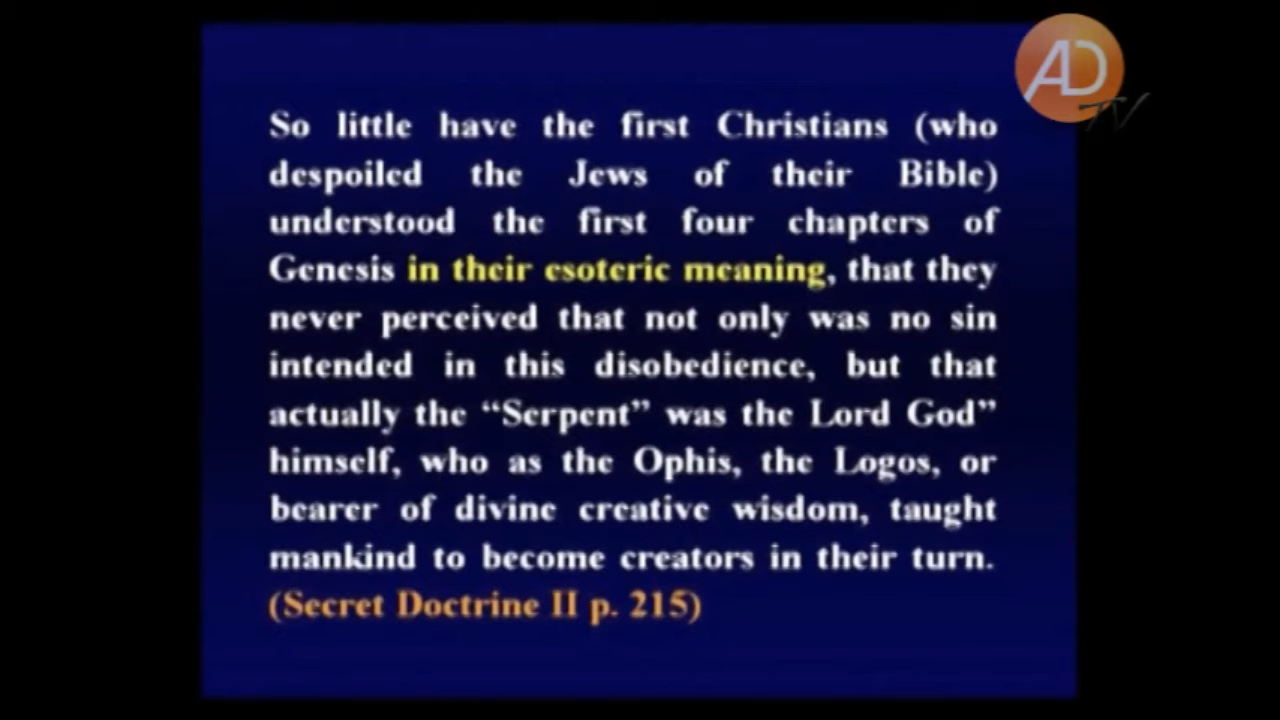 AD
TV
So little have the first Christians (who
despoiled the Jews of their Bible)
understood the first four chapters of
Genesis in their esoteric meaning, that they
never perceived that not only was no sin
intended in this disobedience, but that
actually the “Serpent” was the Lord God”
himself, who as the Ophis, the Logos, or
bearer of divine creative wisdom, taught
mankind to become creators in their turn.
(Secret Doctrine II p. 215)